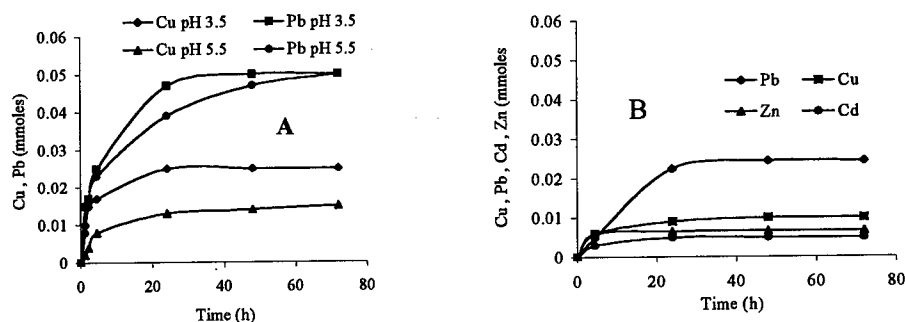 Cu pH 3.5
Pb pH 3.5
Cu pH 5.5
Pb pH 5.5
Cu , Pb (mmoles)
0.06
0.05
0.04
0.03
0.02
0.01
0
A
0
20
40
60
80
Time (h)
Cu , Pb, Cd, Zn (mmoles
0.06
0.05
0.04
0.03
0.02
0.01
0
B
Pb
Cu
Zn
Cd
0
20
40
60
80
Time (h)